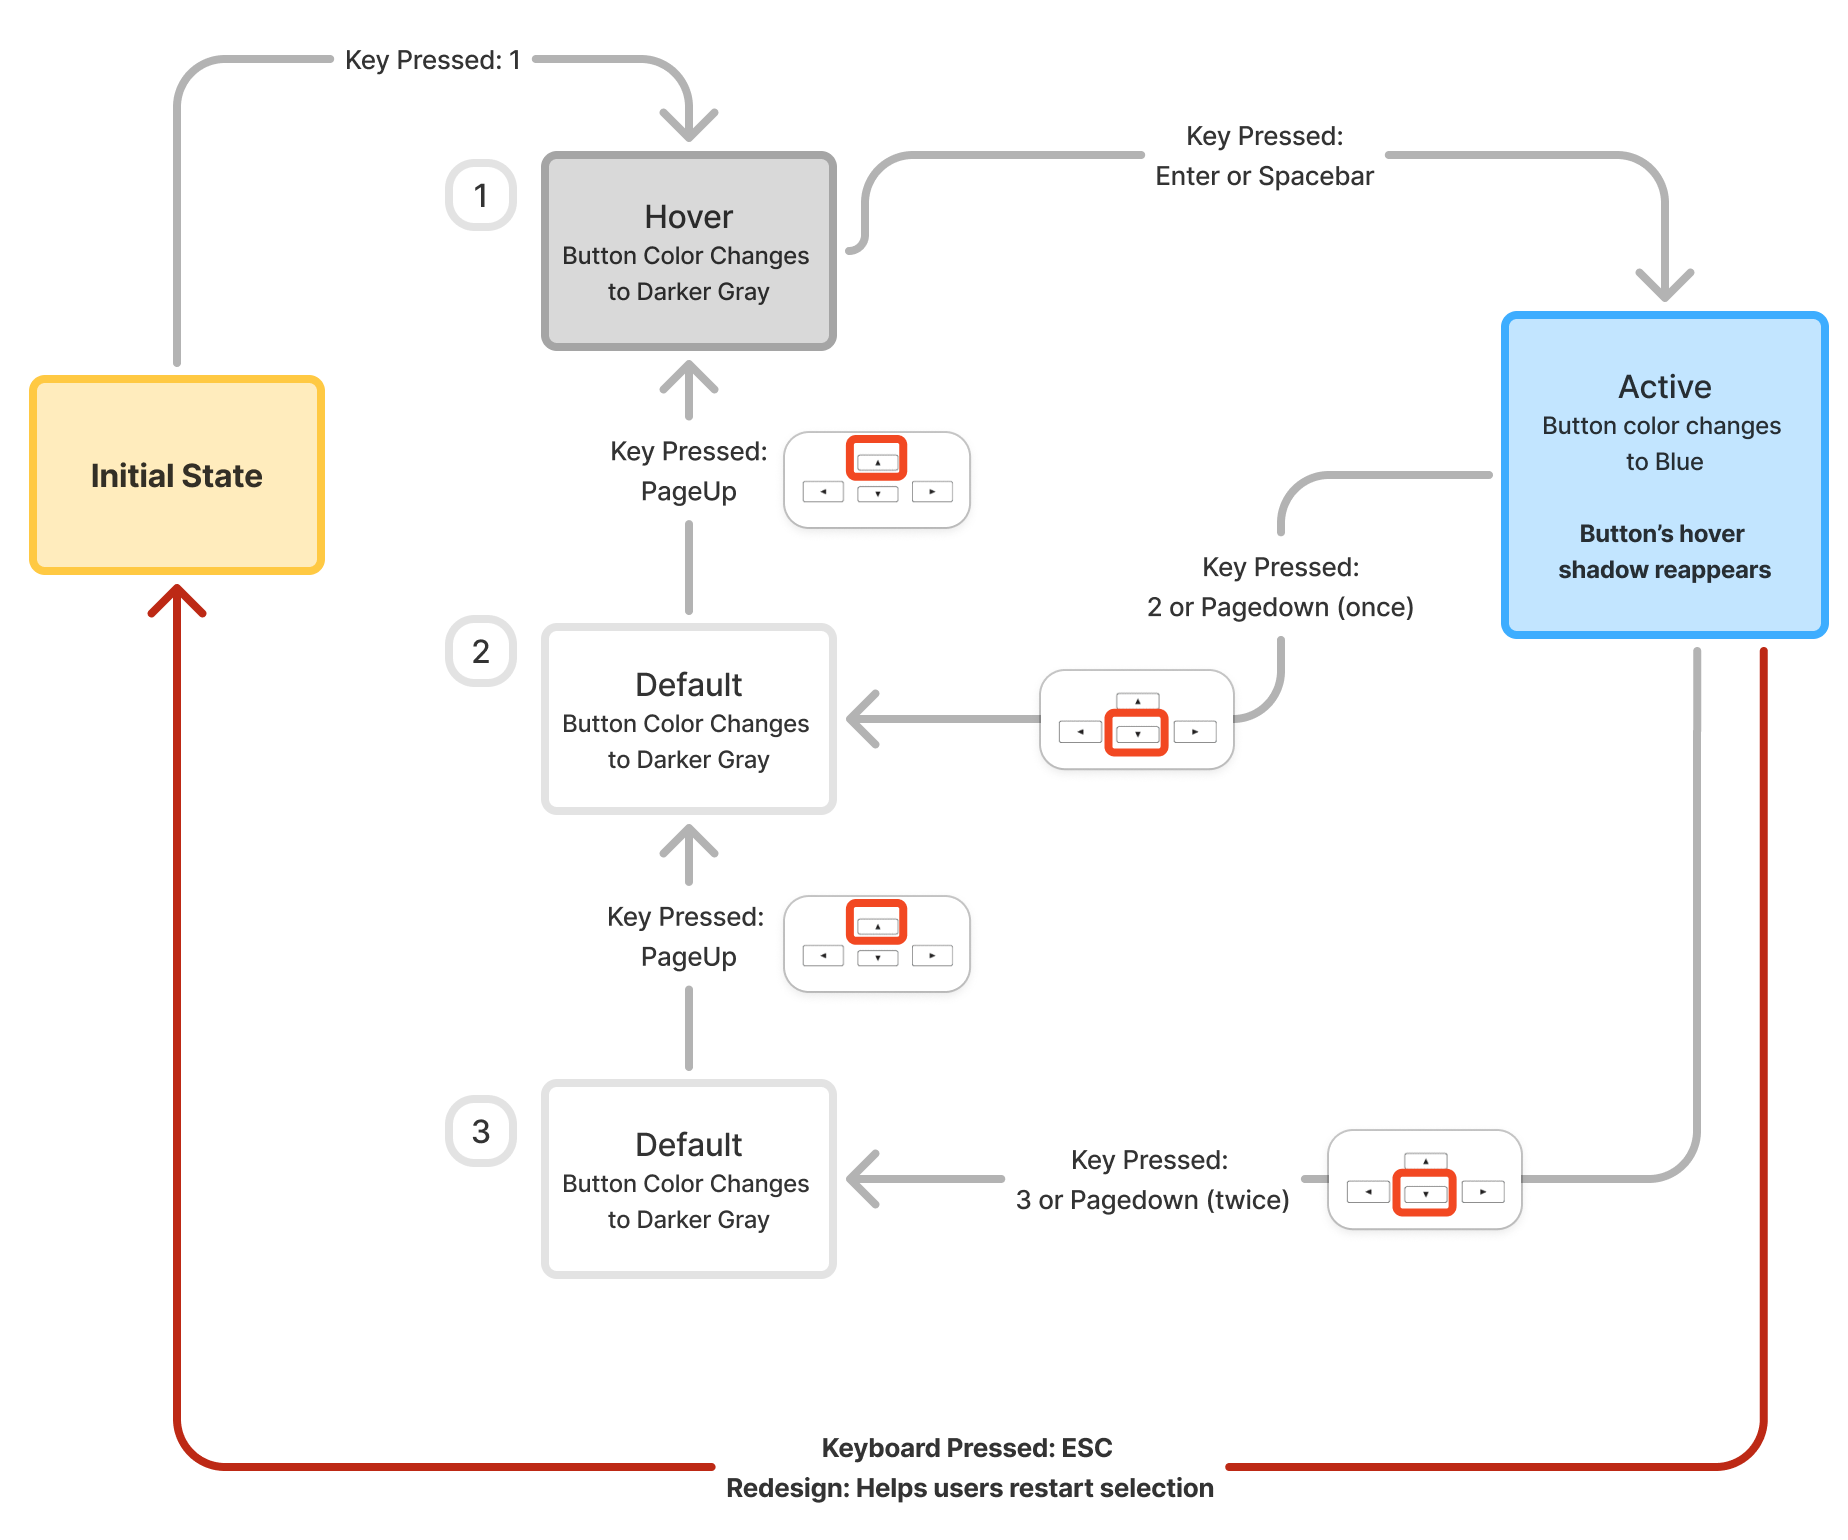 Key Pressed: 1
Key Pressed:
Enter or Spacebar
1
Hover
Button Color Changes
to Darker Gray
Initial State
Active
Button color changes
to Blue
Button's hover
shadow reappears
Key Pressed:
PageUp
Key Pressed:
2 or Pagedown (once)
2
Default
Button Color Changes
to Darker Gray
Key Pressed:
PageUp
3
Default
Button Color Changes
to Darker Gray
Key Pressed:
3 or Pagedown (twice)
Keyboard Pressed: ESC
Redesign: Helps users restart selection